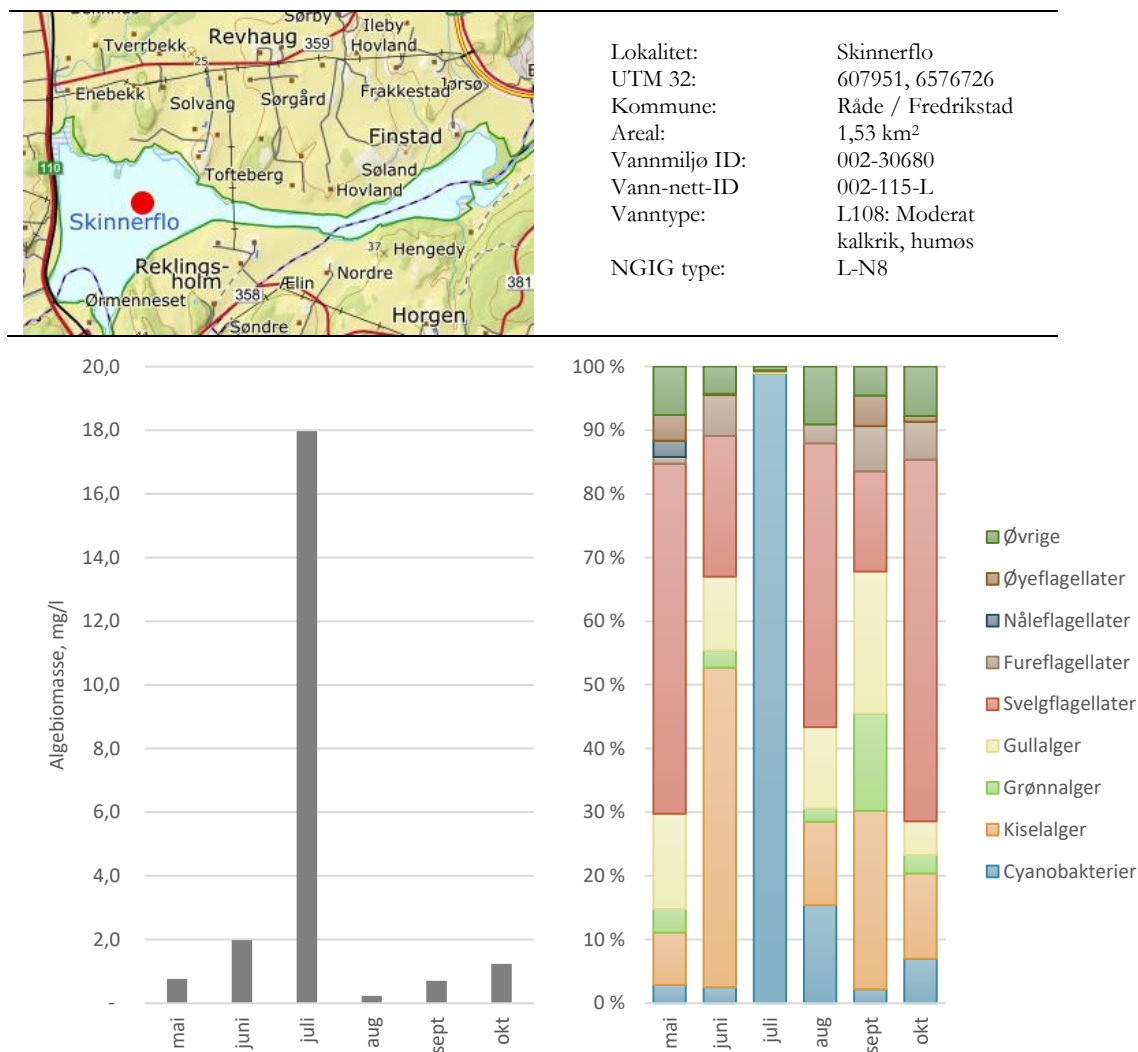 Sørby
Ileby
Tverrbekk
Revhaug
359
Hovland
25
Enebekk
Solvang
Sørgård
Frakkestad
Jørsø
Finstad
110
Tofteberg
Søland
Hovland
Skinnerflo
37
Hengedy
Reklings-
holm
Nordre
Ælin
381
Ørmenneset
358
Horgen
Søndre
Lokalitet: Skinnerflo
UTM 32: 607951, 6576726
Kommune: Råde / Fredrikstad
Areal: 1,53 km²
Vannmiljø ID: 002-30680
Vann-nett-ID 002-115-L
Vanntype: L108: Moderat
kalkrik, humøs
NGIG type: L-N8
Algebiomasse, mg/l
20,0
18,0
16,0
14,0
12,0
10,0
8,0
6,0
4,0
2,0
-
mai
juni
juli
aug
sept
okt
100 %
90 %
80 %
70 %
60 %
50 %
40 %
30 %
20 %
10 %
0 %
mai
juni
juli
aug
sept
okt
Øvrige
Øyeflagellater
Nåleflagellater
Fureflagellater
Svelgflagellater
Gullalger
Grønnalger
Kiselalger
Cyanobakterier